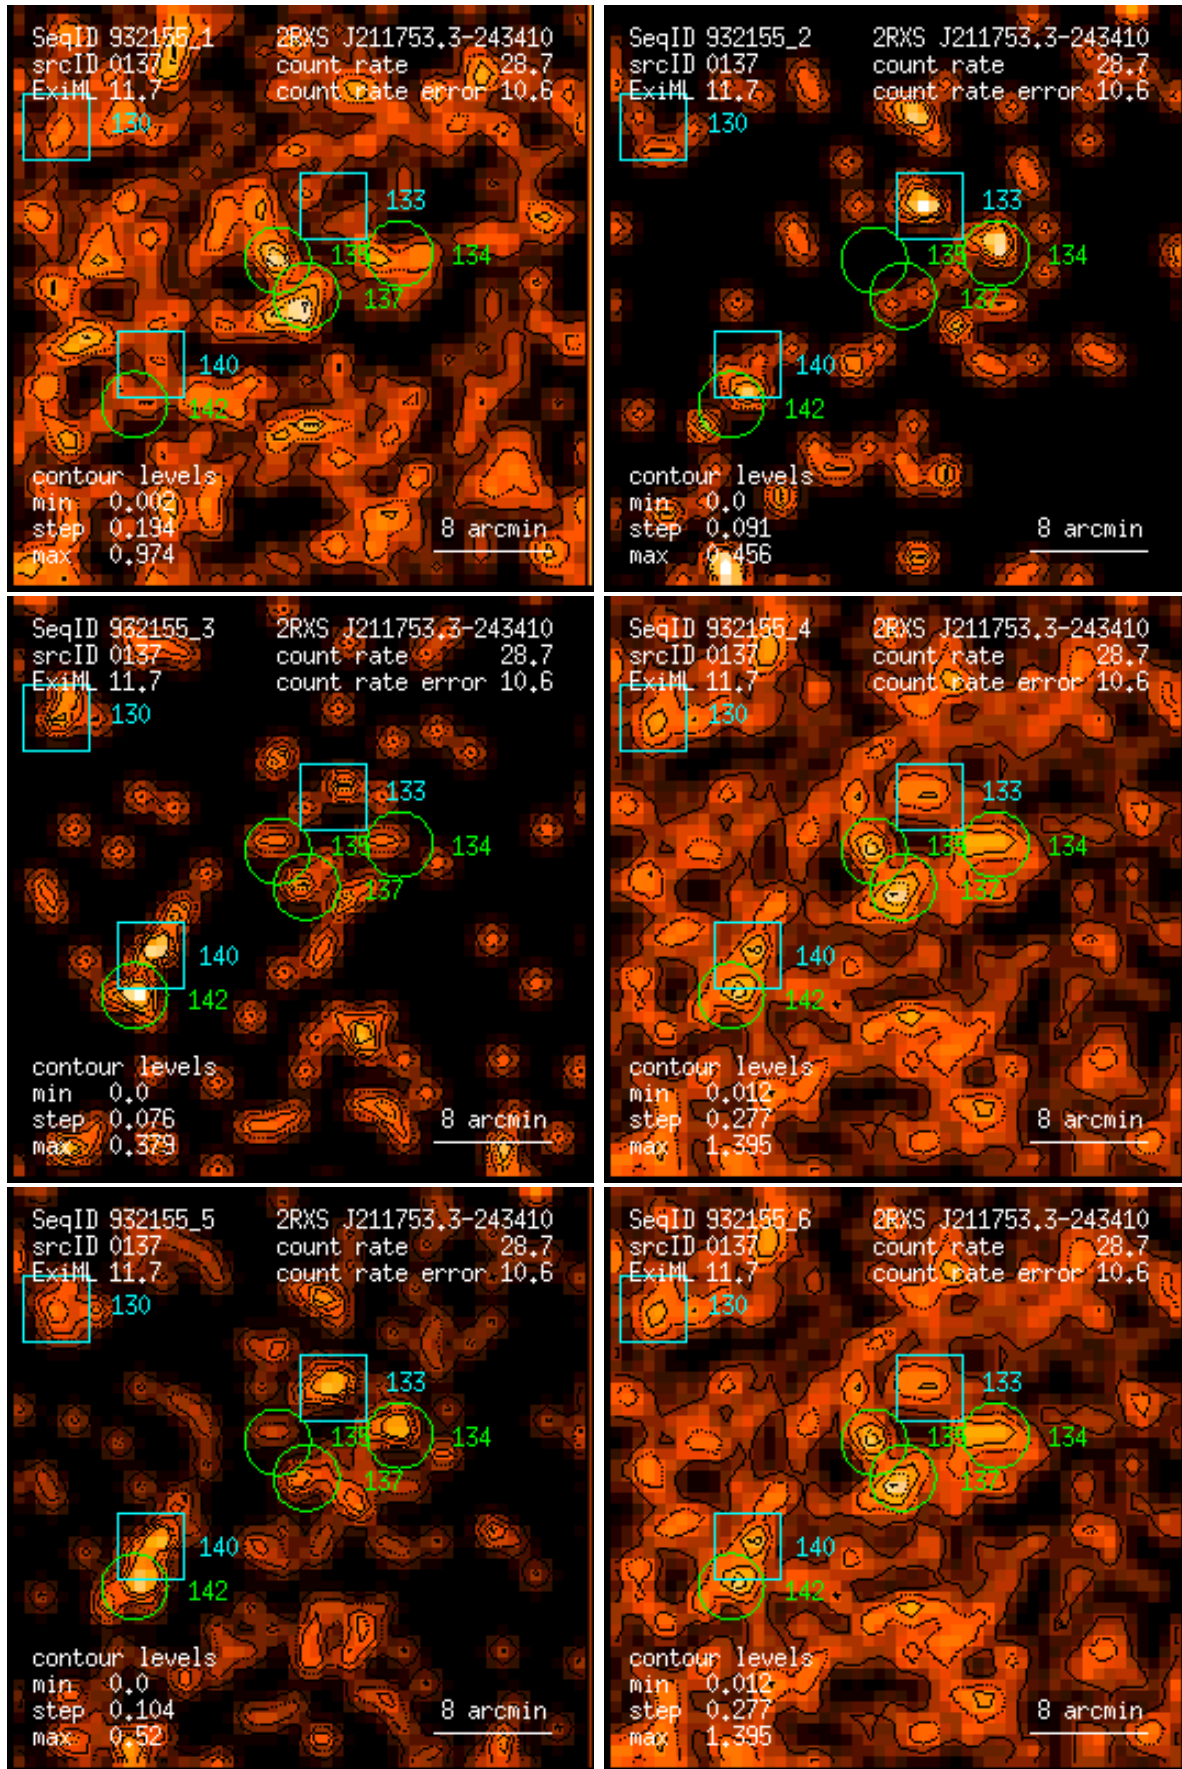 SeqID 932155_1 2RXS J211753.3-243410
srcID 0137 count rate 28.7
ExiML 11.7 count rate error 10.6
130
133
135 134
137
140
142
contour levels
min 0.002
step 0.194
max 0.974
8 arcmin
SeqID 932155_2 2RXS J211753.3-243410
srcID 0137 count rate 28.7
ExiML 11.7 count rate error 10.6
130
133
135 134
137
140
142
contour levels
min 0.0
step 0.091
max 0.456
8 arcmin
SeqID 932155_3 2RXS J211753.3-243410
srcID 0137 count rate 28.7
ExiML 11.7 count rate error 10.6
130
133
135 134
137
140
142
contour levels
min 0.0
step 0.076
max 0.379
8 arcmin
SeqID 932155_4 2RXS J211753.3-243410
srcID 0137 count rate 28.7
ExiML 11.7 count rate error 10.6
130
133
135 134
137
140
142
contour levels
min 0.012
step 0.277
max 1.395
8 arcmin
SeqID 932155_5 2RXS J211753.3-243410
srcID 0137 count rate 28.7
ExiML 11.7 count rate error 10.6
130
133
135 134
137
140
142
contour levels
min 0.0
step 0.104
max 0.52
8 arcmin
SeqID 932155_6 2RXS J211753.3-243410
srcID 0137 count rate 28.7
ExiML 11.7 count rate error 10.6
130
133
135 134
137
140
142
contour levels
min 0.012
step 0.277
max 1.395
8 arcmin